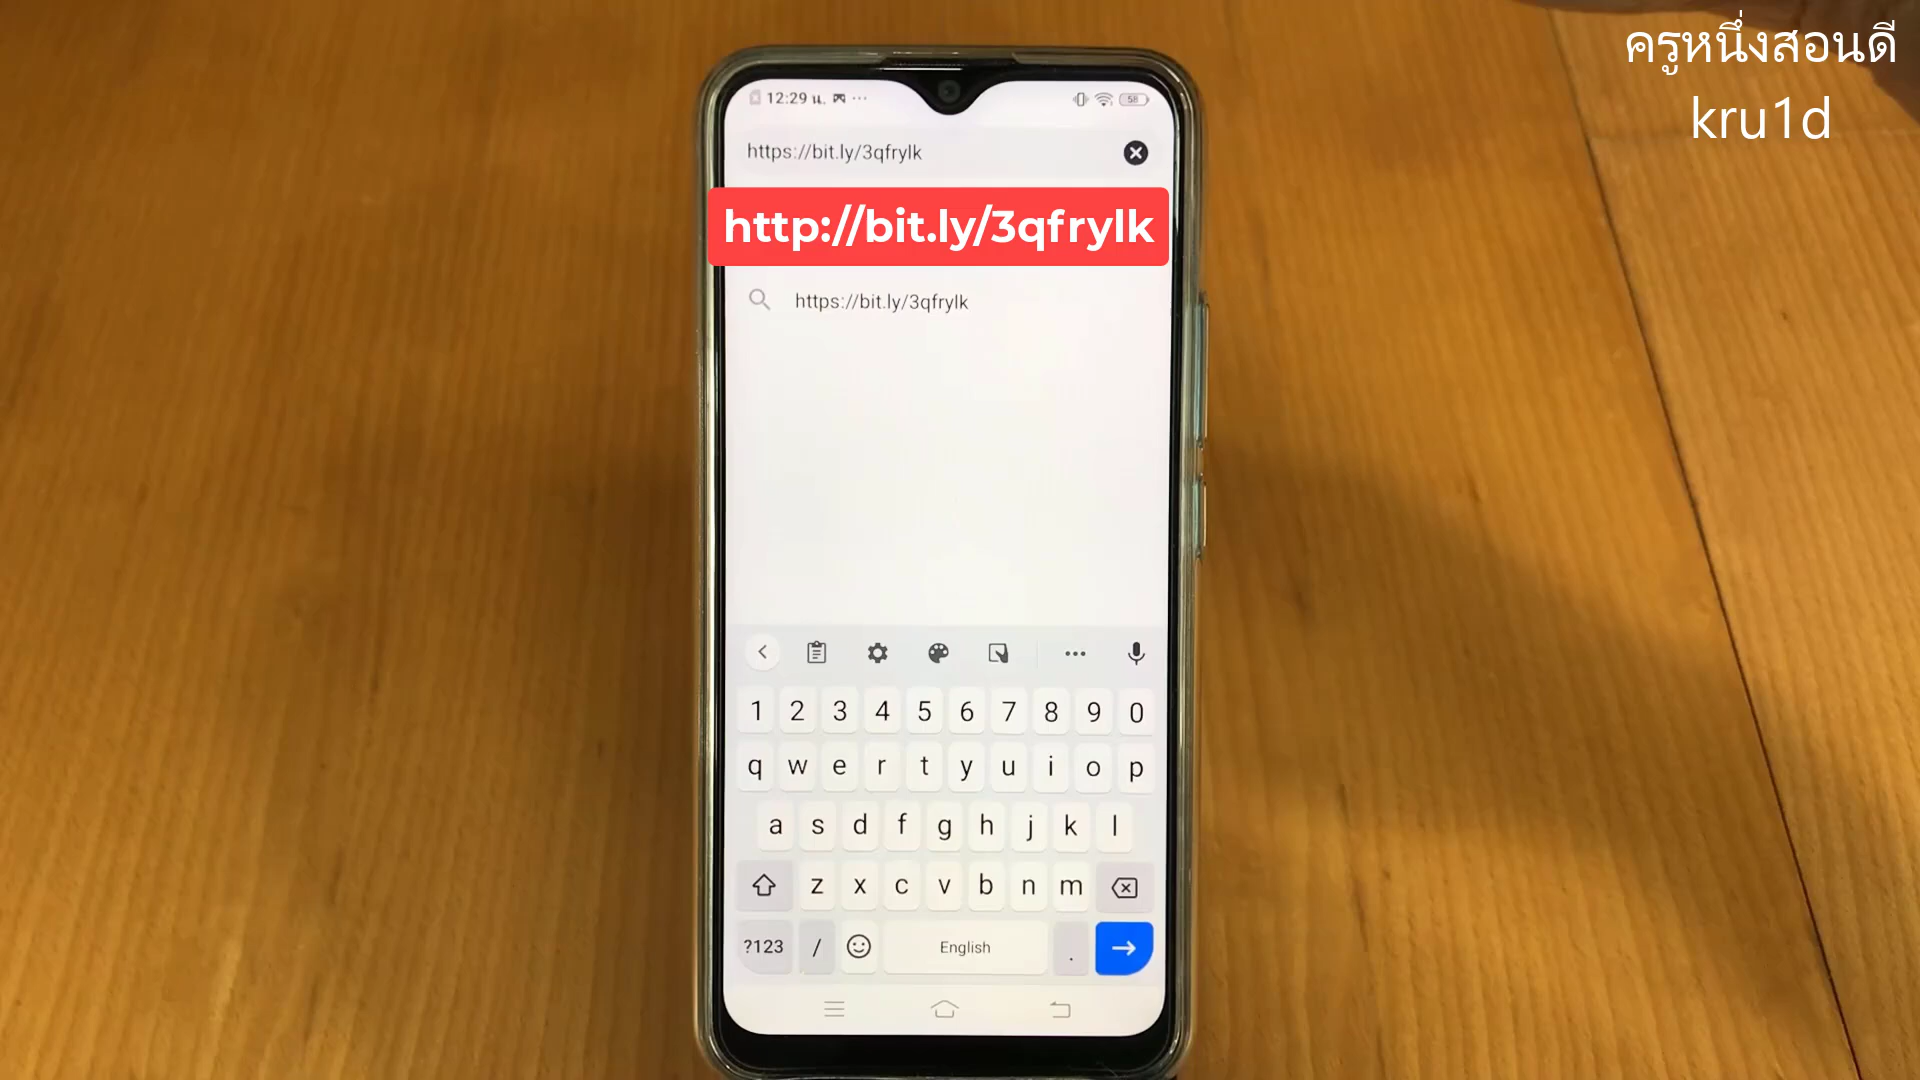 ครูหนึ่งสอนดี
kru1d
12:29 น.
58
https://bit.ly/3qfrylk
http://bit.ly/3qfrylk
https://bit.ly/3qfrylk
1 2 3 4 5 6 7 8 9 0
q w e r t y u i o p
a s d f g h j k l
z x c v b n m
?123 / English .